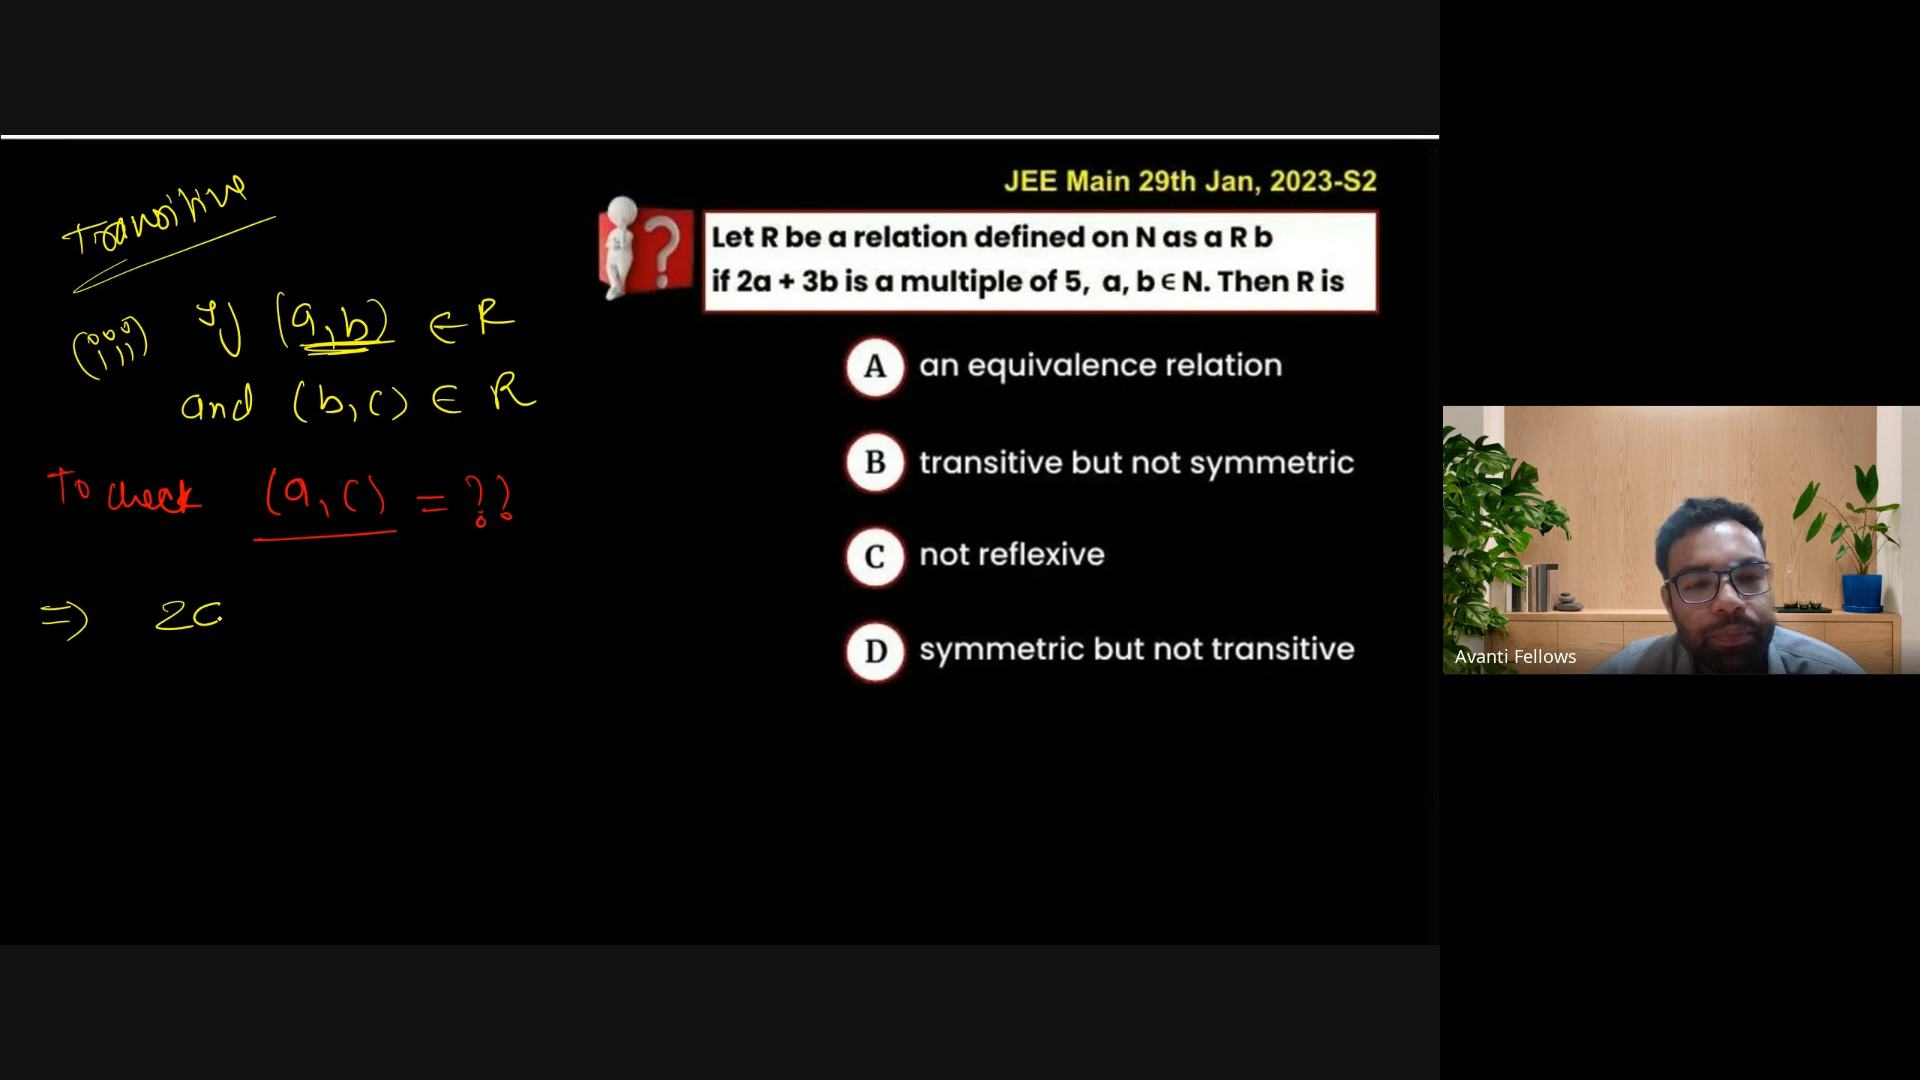 Transitive
(iii) If (a,b) ∈ R
and (b,c) ∈ R
To check (a,c) = ??
⇒ 2a
JEE Main 29th Jan, 2023-S2
?
Let R be a relation defined on N as a R b
if 2a + 3b is a multiple of 5, a, b ∈ N. Then R is
A an equivalence relation
B transitive but not symmetric
C not reflexive
D symmetric but not transitive
Avanti Fellows